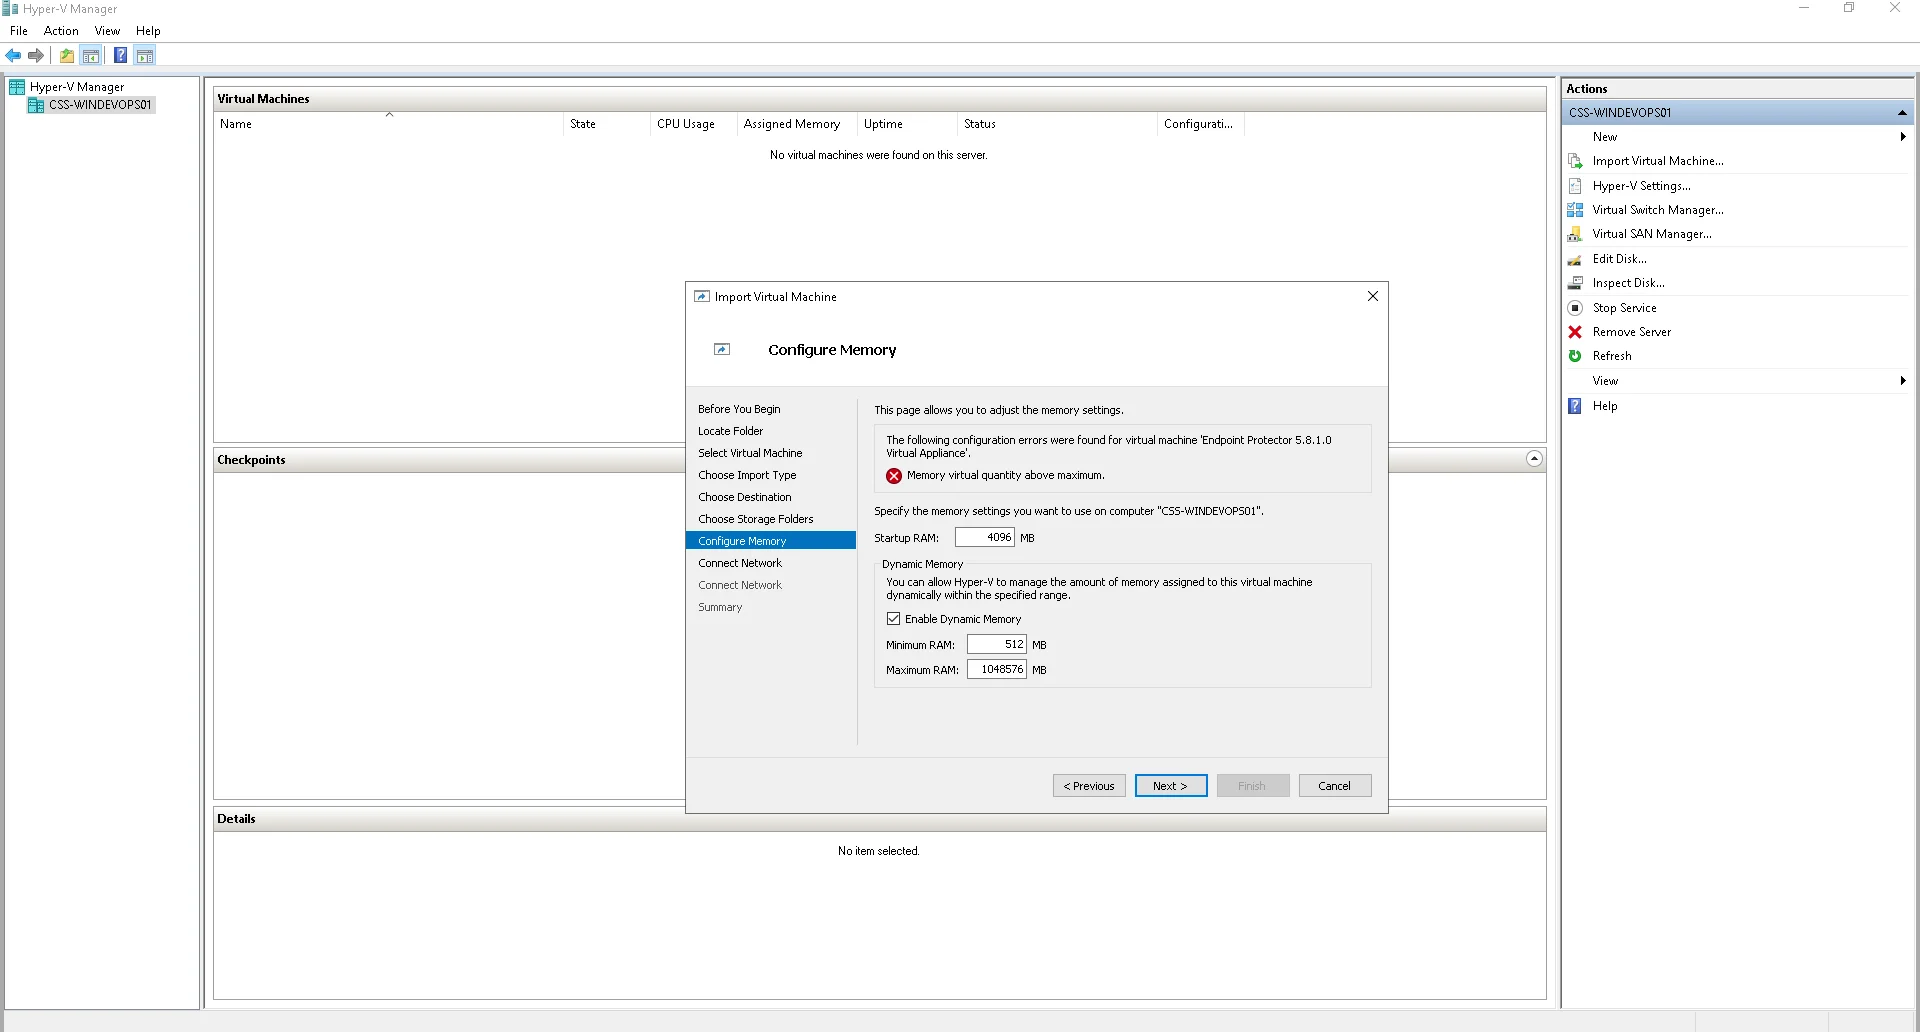 Hyper-V Manager
File Action View Help
Hyper-V Manager
CSS-WINDEVOPS01
Virtual Machines
Name State CPU Usage Assigned Memory Uptime Status Configurati...
No virtual machines were found on this server.
Checkpoints
Details
No item selected.
Import Virtual Machine
Configure Memory
Before You Begin
Locate Folder
Select Virtual Machine
Choose Import Type
Choose Destination
Choose Storage Folders
Configure Memory
Connect Network
Connect Network
Summary
This page allows you to adjust the memory settings.
The following configuration errors were found for virtual machine 'Endpoint Protector 5.8.1.0
Virtual Appliance'.
Memory virtual quantity above maximum.
Specify the memory settings you want to use on computer "CSS-WINDEVOPS01".
Startup RAM: 4096 MB
Dynamic Memory
You can allow Hyper-V to manage the amount of memory assigned to this virtual machine
dynamically within the specified range.
Enable Dynamic Memory
Minimum RAM: 512 MB
Maximum RAM: 1048576 MB
< Previous Next > Finish Cancel
Actions
CSS-WINDEVOPS01
New
Import Virtual Machine...
Hyper-V Settings...
Virtual Switch Manager...
Virtual SAN Manager...
Edit Disk...
Inspect Disk...
Stop Service
Remove Server
Refresh
View
Help